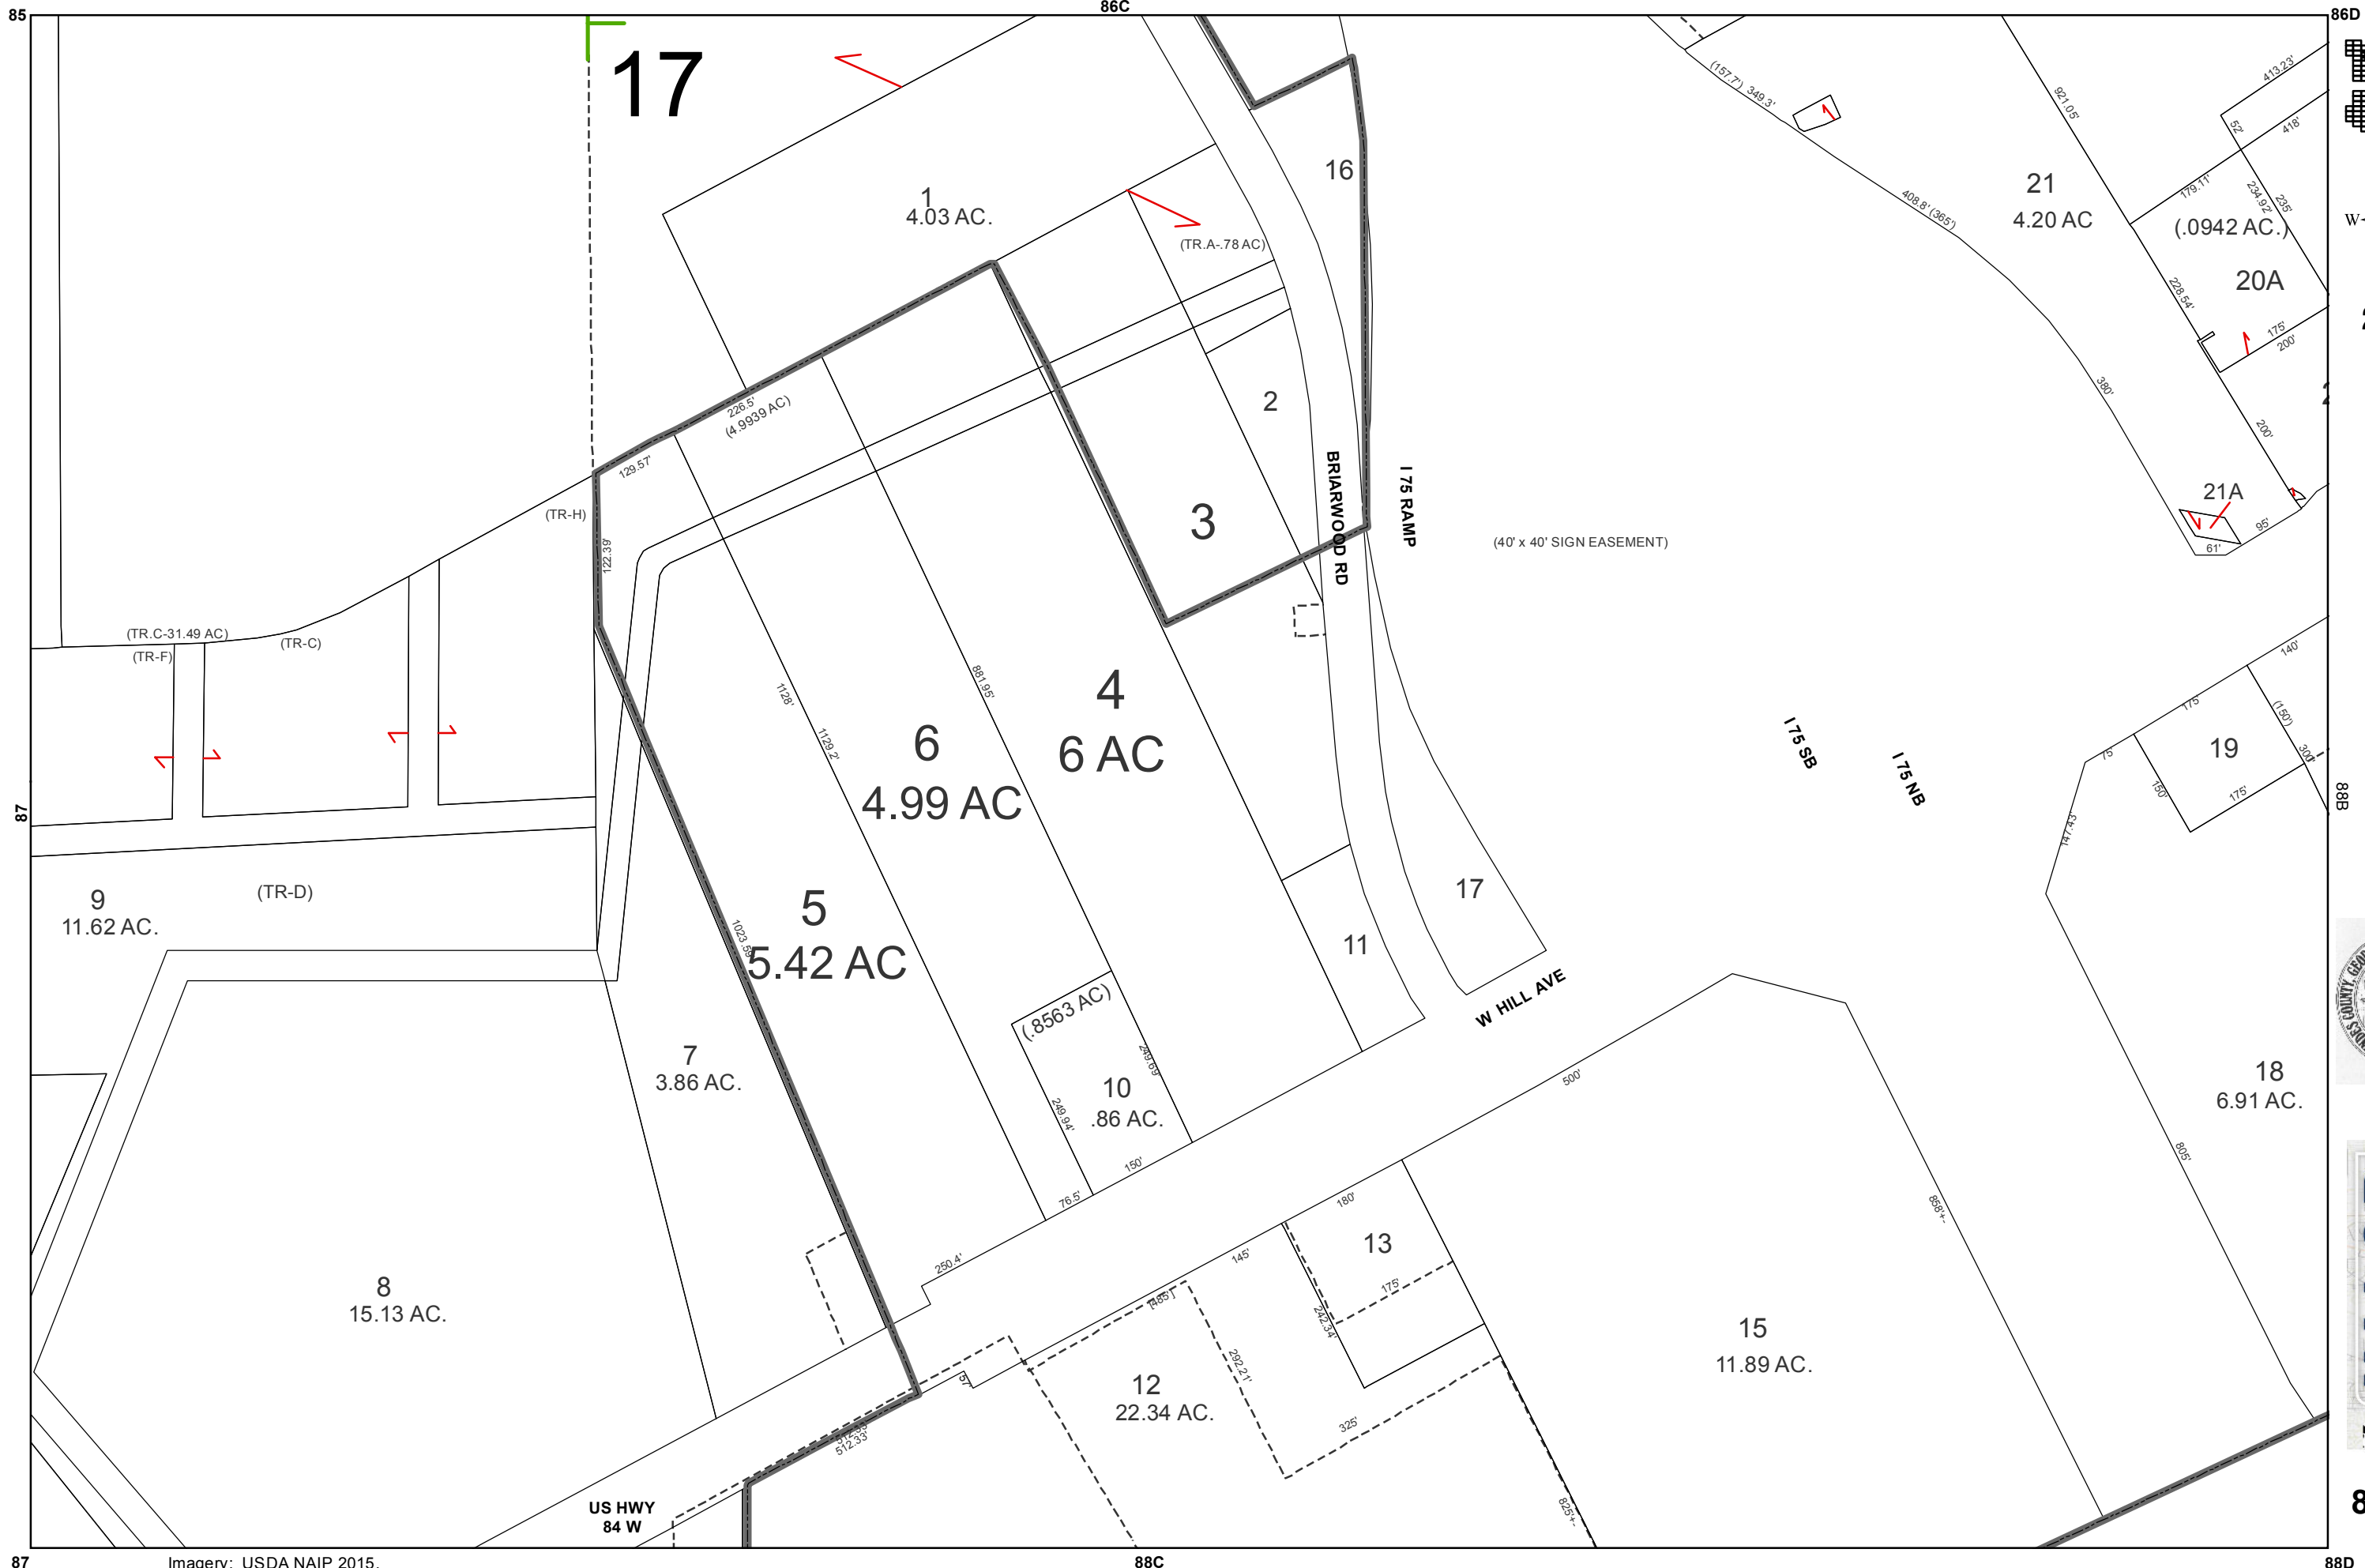 85
86C
86D
17
(157.7') 349.3'
413.23'
921.05'
52'
418'
16
1
4.03 AC.
21
4.20 AC
179.11'
234.92'
235'
408.8' (365')
(.0942 AC.)
W
(TR.A-.78 AC)
20A
228.54'
175'
200'
2
226.5'
(4.9939 AC)
380'
200'
129.57'
BRIARWOOD RD
I 75 RAMP
3
(TR-H)
122.39'
(40' x 40' SIGN EASEMENT)
21A
95'
61'
(TR.C-31.49 AC)
(TR-C)
(TR-F)
140'
1128'
1129.2'
881.95'
4
6 AC
6
4.99 AC
175'
(150')
300'
75'
19
150'
175'
I 75 SB
I 75 NB
87
88B
147.43'
9
11.62 AC.
(TR-D)
5
5.42 AC
1023.59'
17
11
(.8563 AC)
W HILL AVE
7
3.86 AC.
249.69'
10
.86 AC.
249.94'
500'
18
6.91 AC.
150'
76.5'
180'
805'
858'+-
250.4'
145'
13
175'
242.34'
[485']
8
15.13 AC.
292.21'
57'
12
22.34 AC.
15
11.89 AC.
325'
512.33'
825'+-
US HWY
84 W
87
Imagery: USDA NAIP 2015.
88C
88D